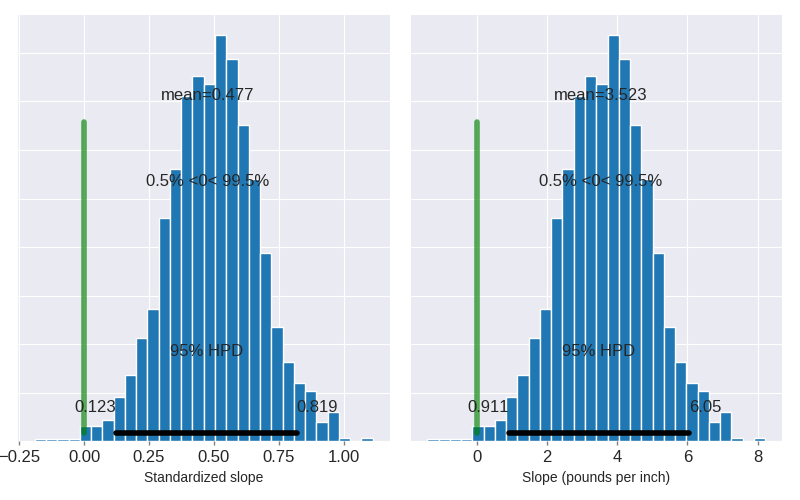 mean=0.477
0.5% <0< 99.5%
95% HPD
0.123
0.819
−0.25
0.00
0.25
0.50
0.75
1.00
Standardized slope
mean=3.523
0.5% <0< 99.5%
95% HPD
0.911
6.05
0
2
4
6
8
Slope (pounds per inch)